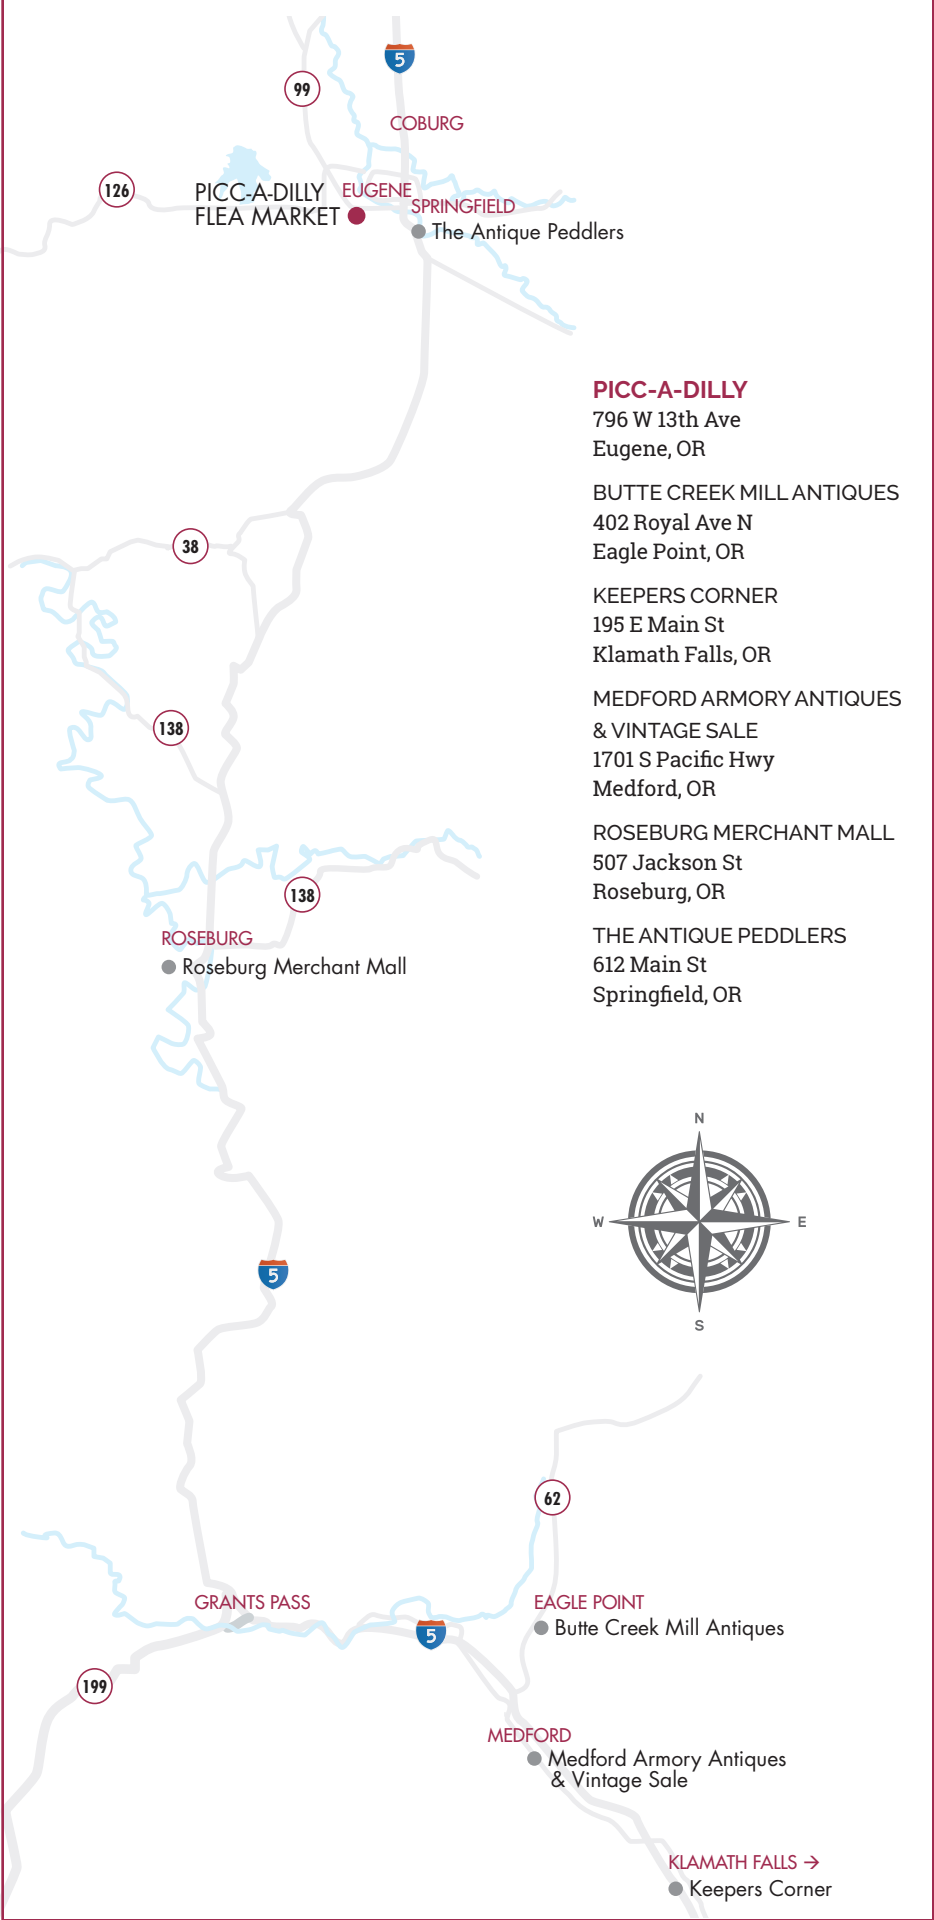 5
99
COBURG
126
PICC-A-DILLY
FLEA MARKET
EUGENE
SPRINGFIELD
The Antique Peddlers
PICC-A-DILLY
796 W 13th Ave
Eugene, OR
BUTTE CREEK MILL ANTIQUES
402 Royal Ave N
Eagle Point, OR
KEEPERS CORNER
195 E Main St
Klamath Falls, OR
MEDFORD ARMORY ANTIQUES
& VINTAGE SALE
1701 S Pacific Hwy
Medford, OR
ROSEBURG MERCHANT MALL
507 Jackson St
Roseburg, OR
THE ANTIQUE PEDDLERS
612 Main St
Springfield, OR
38
138
138
ROSEBURG
Roseburg Merchant Mall
N
W
E
S
5
62
GRANTS PASS
5
EAGLE POINT
Butte Creek Mill Antiques
199
MEDFORD
Medford Armory Antiques
& Vintage Sale
KLAMATH FALLS →
Keepers Corner